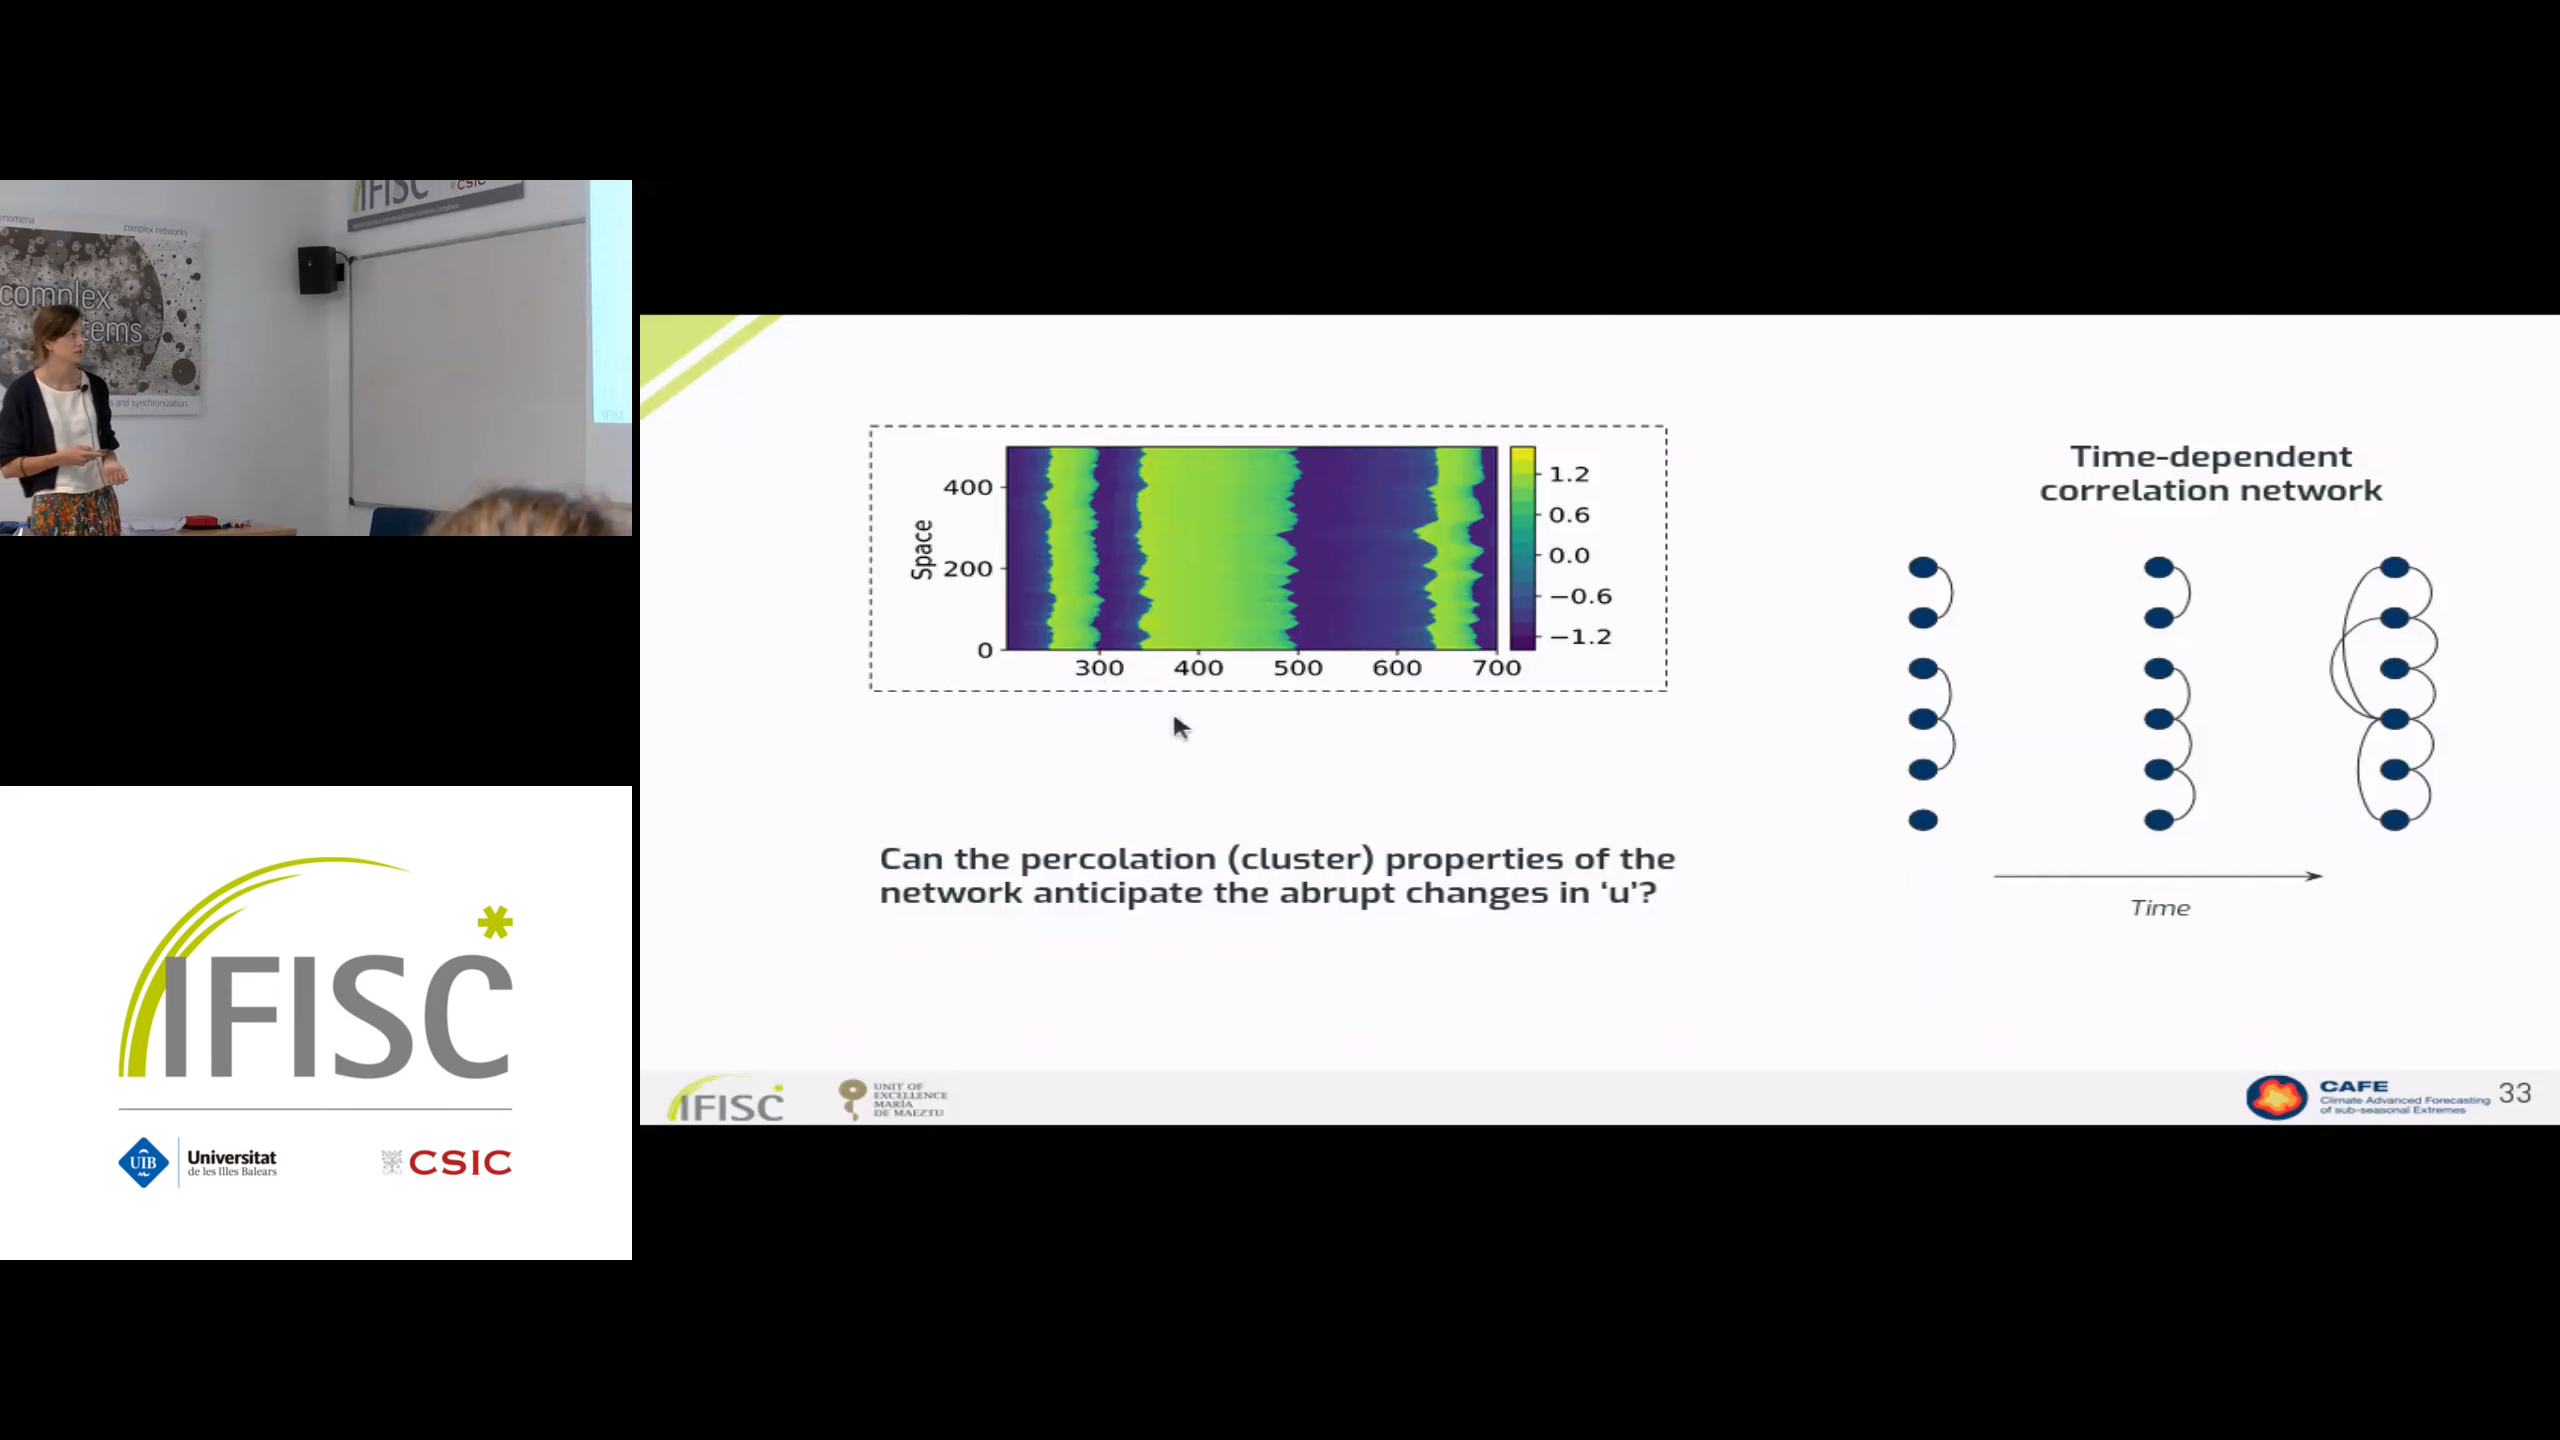 IFISC
CSIC
enomena
complex networks
complex
tems
and synchronization
IFISC
IFISC
UIB
Universitat
de les Illes Balears
CSIC
400
200
0
Space
300 400 500 600 700
1.2
0.6
0.0
−0.6
−1.2
Time-dependent
correlation network
Time
Can the percolation (cluster) properties of the
network anticipate the abrupt changes in ‘u’?
IFISC
UNIT OF
EXCELLENCE
MARÍA
DE MAEZTU
CAFE
Climate Advanced Forecasting
of sub-seasonal Extremes
33